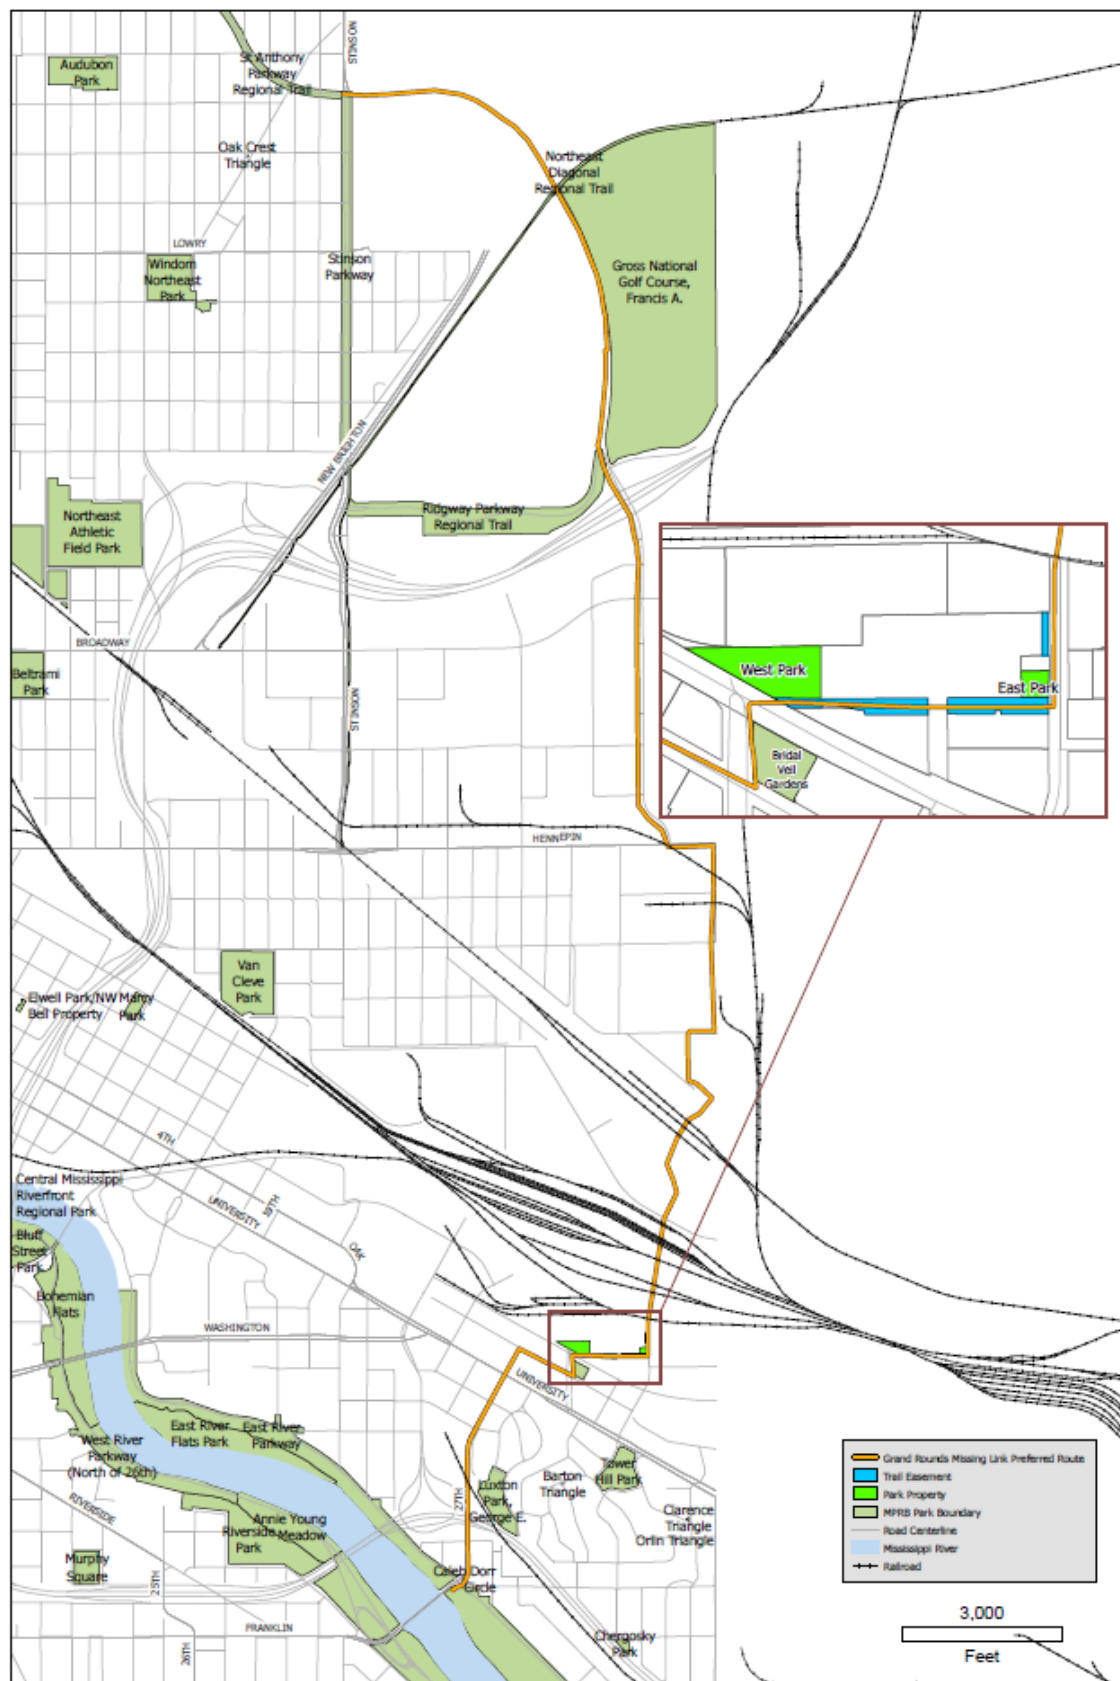 STINSON
Audubon
Park
St Anthony
Parkway
Regional Trail
Oak Crest
Triangle
Northeast
Diagonal
Regional Trail
LOWRY
Windom
Northeast
Park
Stinson
Parkway
Gross National
Golf Course,
Francis A.
NEW BRIGHTON
Northeast
Athletic
Field Park
Ridgway Parkway
Regional Trail
BROADWAY
Beltrami
Park
STINSON
West Park
East Park
Bridal
Veil
Gardens
HENNEPIN
Van
Cleve
Park
Elwell Park/NW
Bell Property
Marcy
Park
4TH
Central Mississippi
Riverfront
Regional Park
UNIVERSITY
19TH
OAK
Bluff
Street
Park
Bohemian
Flats
WASHINGTON
UNIVERSITY
East River
Flats Park
East River
Parkway
West River
Parkway
(North of 26th)
RIVERSIDE
Annie Young
Meadow
Riverside
Park
27TH
Luxton
Park,
George E.
Barton
Triangle
Tower
Hill Park
Clarence
Triangle
Orlin Triangle
Murphy
Square
25TH
Caleb Dorr
Circle
FRANKLIN
26TH
Chergosky
Park
Grand Rounds Missing Link Preferred Route
Trail Easement
Park Property
MPRB Park Boundary
Road Centerline
Mississippi River
Railroad
3,000
Feet